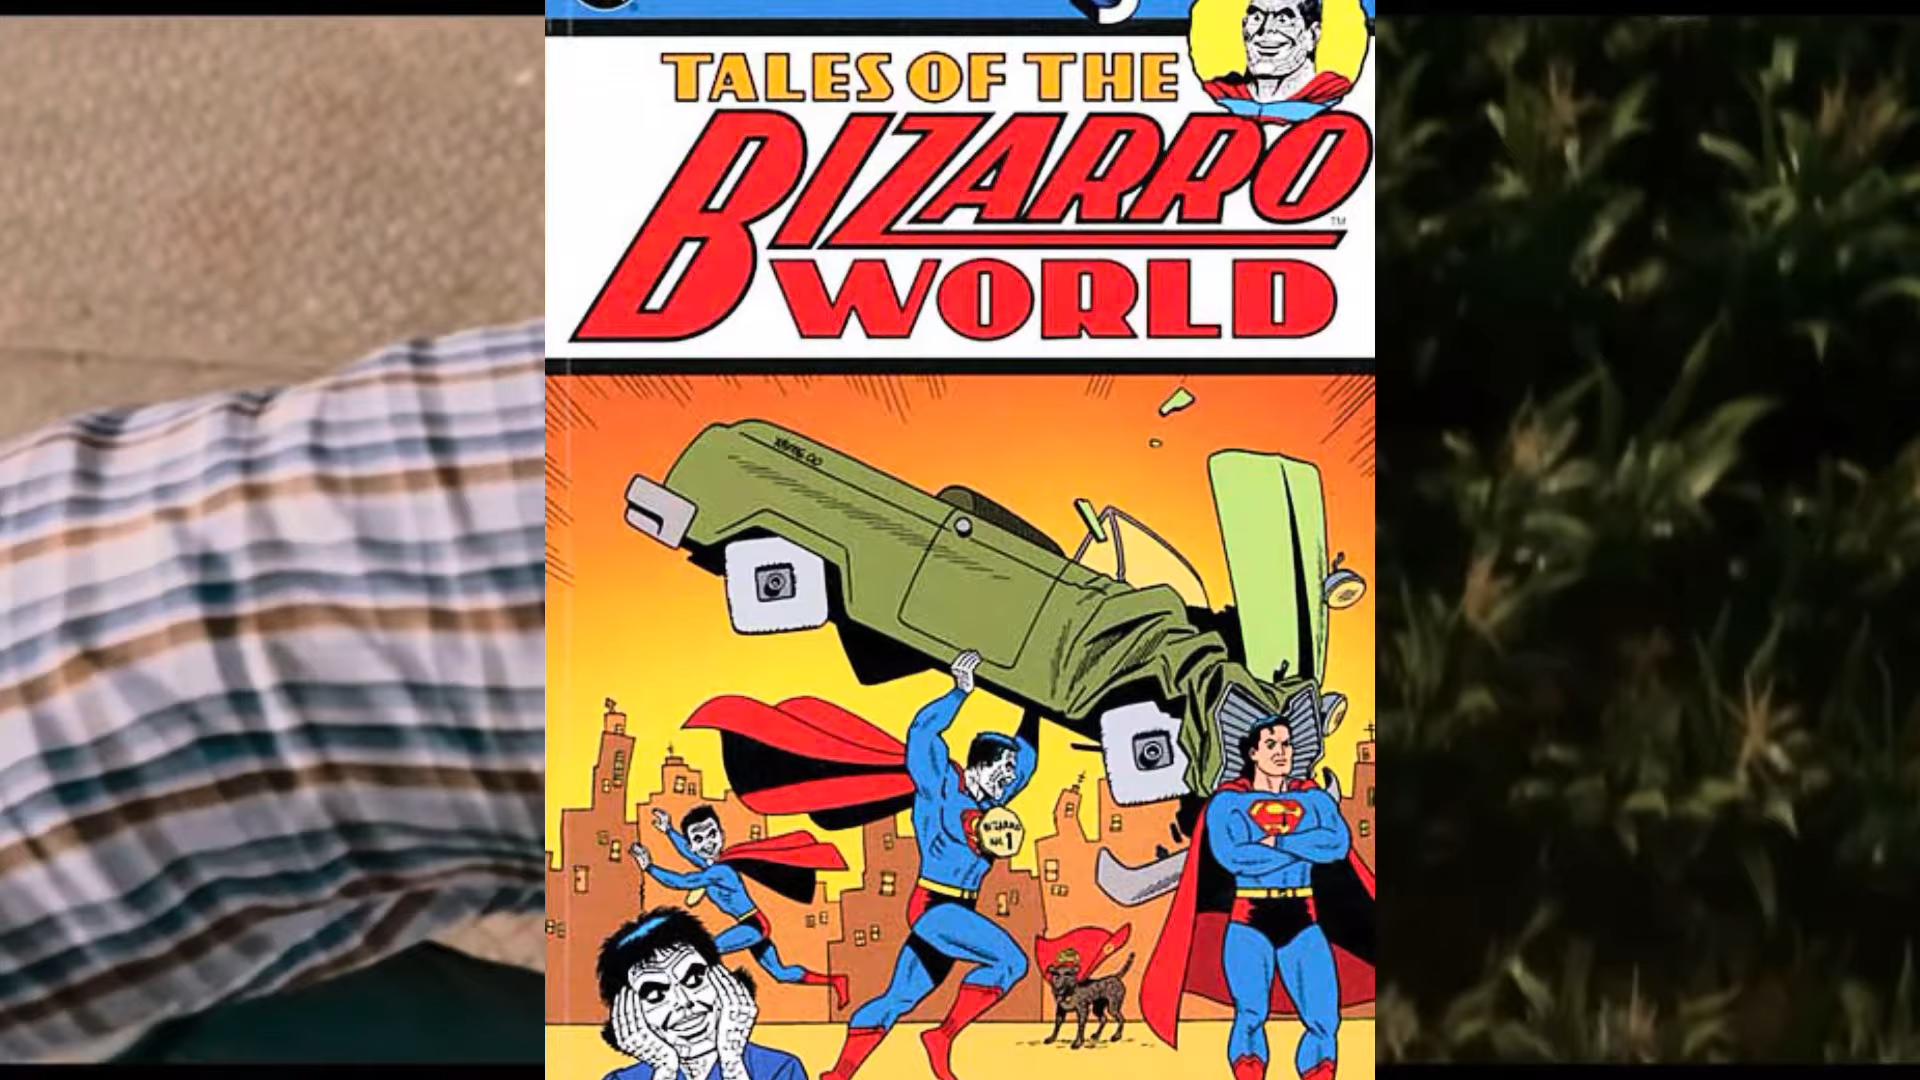 TALES OF THE
BIZARRO
TM
WORLD
BIZARRO
NO. 1